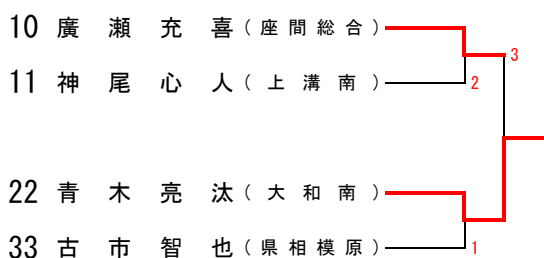 10 廣瀬充喜（座間総合）
3
11 神尾心人（上溝南）
2
22 青木亮汰（大和南）
33 古市智也（県相模原）
1